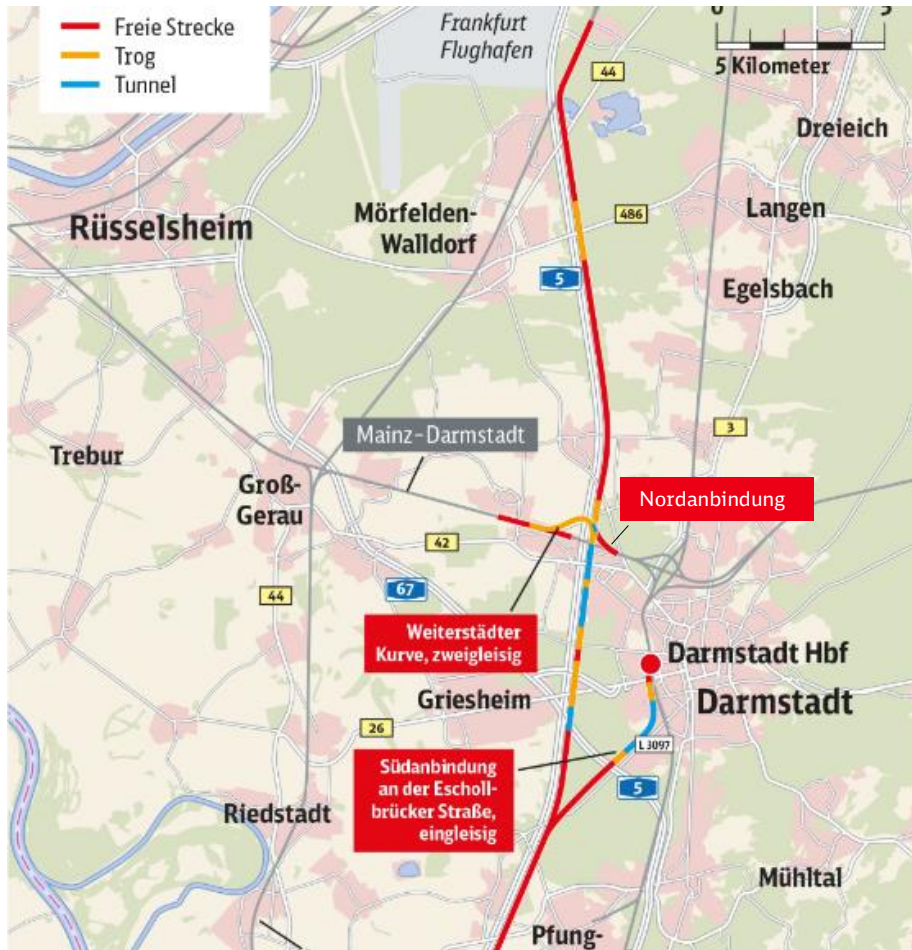 Freie Strecke
Trog
Tunnel
Frankfurt
Flughafen
0
5
5 Kilometer
44
Dreieich
Rüsselsheim
Mörfelden-
Walldorf
486
Langen
5
Egelsbach
Mainz-Darmstadt
3
Trebur
Groß-
Gerau
Nordanbindung
42
67
44
Weiterstädter
Kurve, zweigleisig
Darmstadt Hbf
Griesheim
Darmstadt
26
L 3097
Südanbindung
an der Escholl-
brücker Straße,
eingleisig
5
Riedstadt
Mühltal
Pfung-